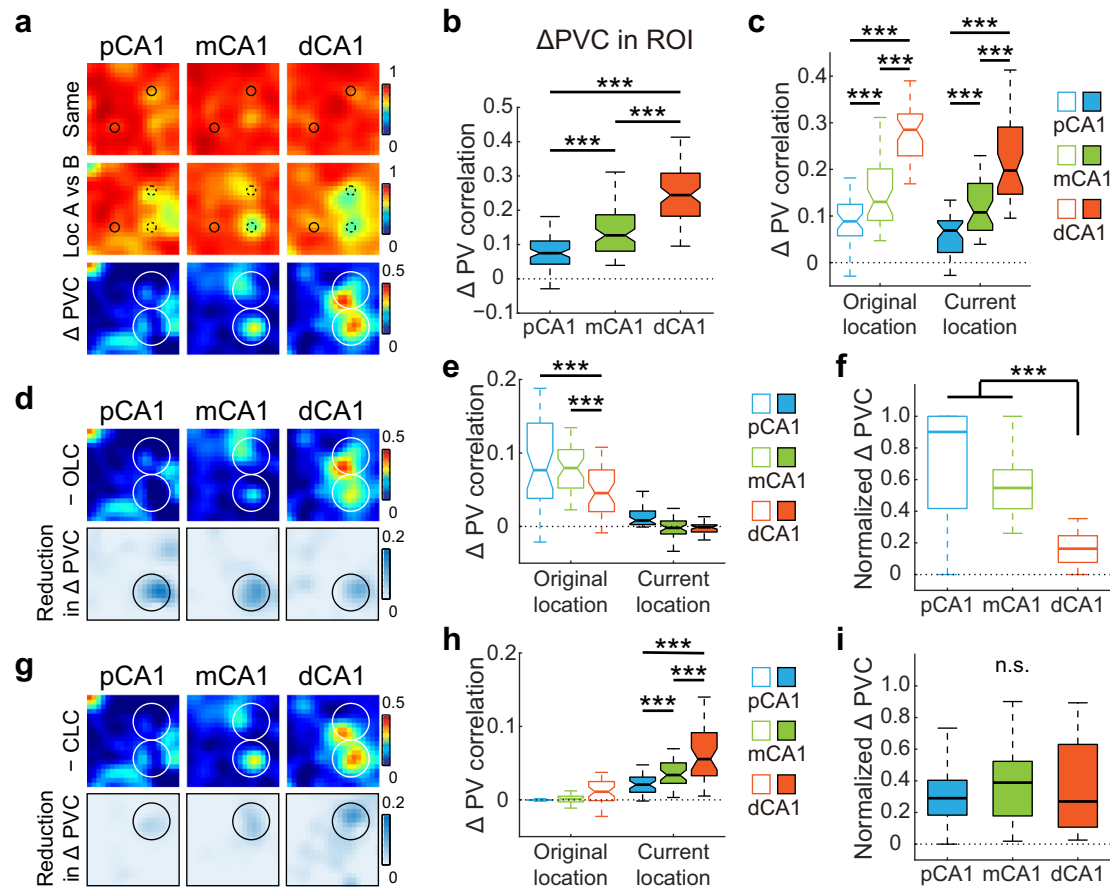 a
pCA1 mCA1 dCA1
Same
1
0
Loc A vs B
1
0
Δ PVC
0.5
0
b
ΔPVC in ROI
Δ PV correlation
0.5
0.4
0.3
0.2
0.1
0
−0.1
***
***
***
pCA1 mCA1 dCA1
c
Δ PV correlation
0.4
0.3
0.2
0.1
0
*** ***
*** ***
*** ***
Original location
Current location
pCA1
mCA1
dCA1
d
pCA1 mCA1 dCA1
− OLC
0.5
0
Reduction in Δ PVC
0.2
0
e
Δ PV correlation
0.2
0.1
0
***
***
Original location
Current location
pCA1
mCA1
dCA1
f
Normalized Δ PVC
1.0
0.8
0.6
0.4
0.2
0
***
pCA1 mCA1 dCA1
g
pCA1 mCA1 dCA1
− CLC
0.5
0
Reduction in Δ PVC
0.2
0
h
Δ PV correlation
0.2
0.1
0
***
***
***
Original location
Current location
pCA1
mCA1
dCA1
i
Normalized Δ PVC
1.0
0.8
0.6
0.4
0.2
0
n.s.
pCA1 mCA1 dCA1